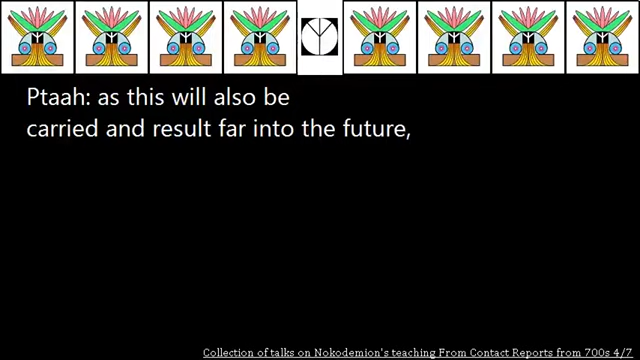 Ptaah: as this will also be
carried and result far into the future,
Collection of talks on Nokodemion's teaching From Contact Reports from 700s 4/7